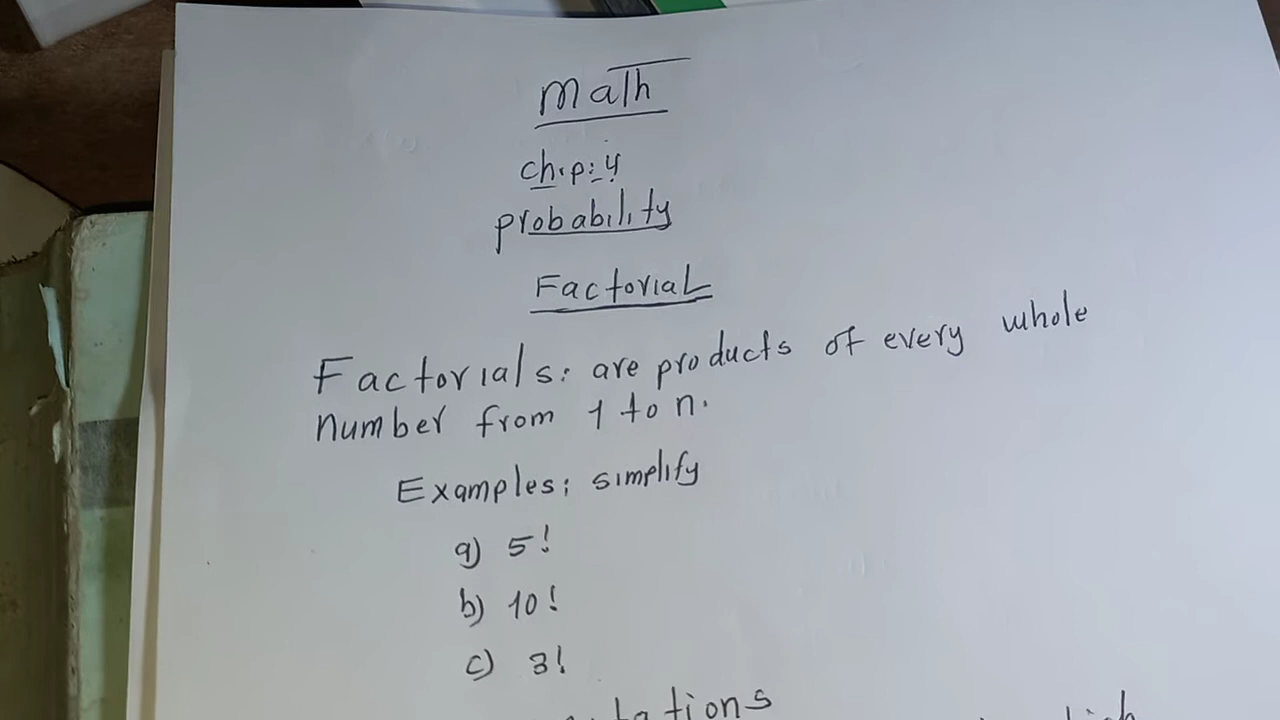 Math
ch.p:4
probability
Factorial
Factorials: are products of every whole
number from 1 to n.
Examples: simplify
a) 5!
b) 10!
c) 3!